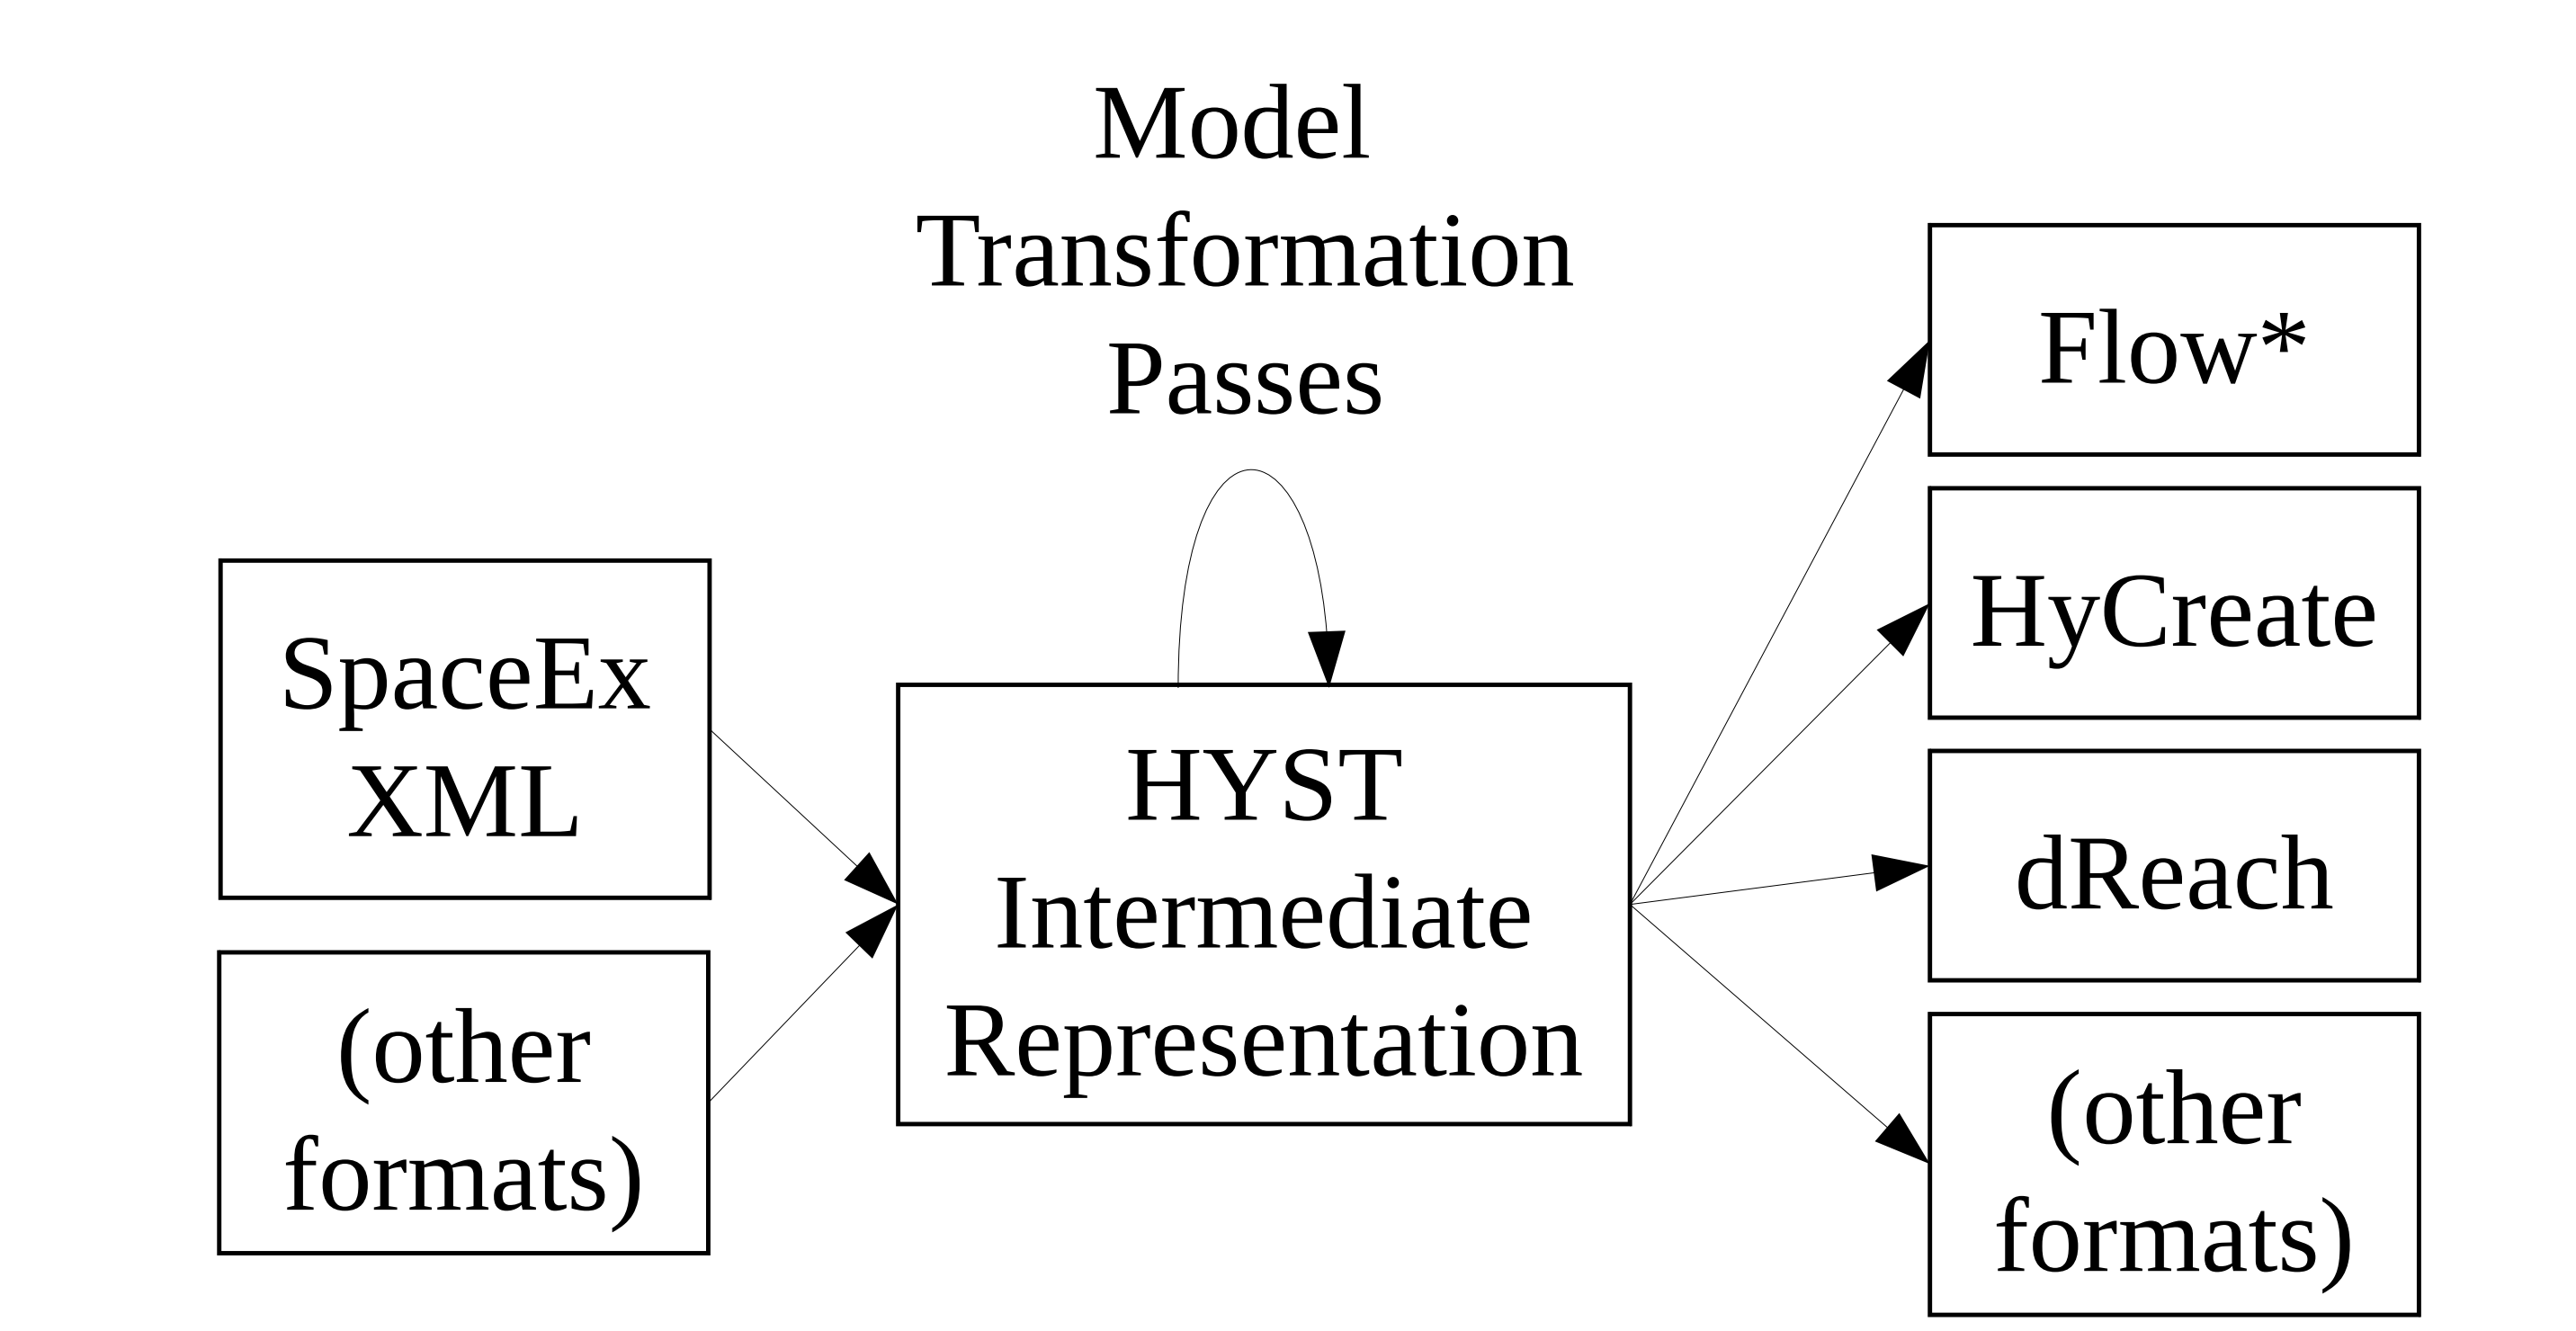 Model
Transformation
Passes
SpaceEx
XML
(other
formats)
HYST
Intermediate
Representation
Flow*
HyCreate
dReach
(other
formats)